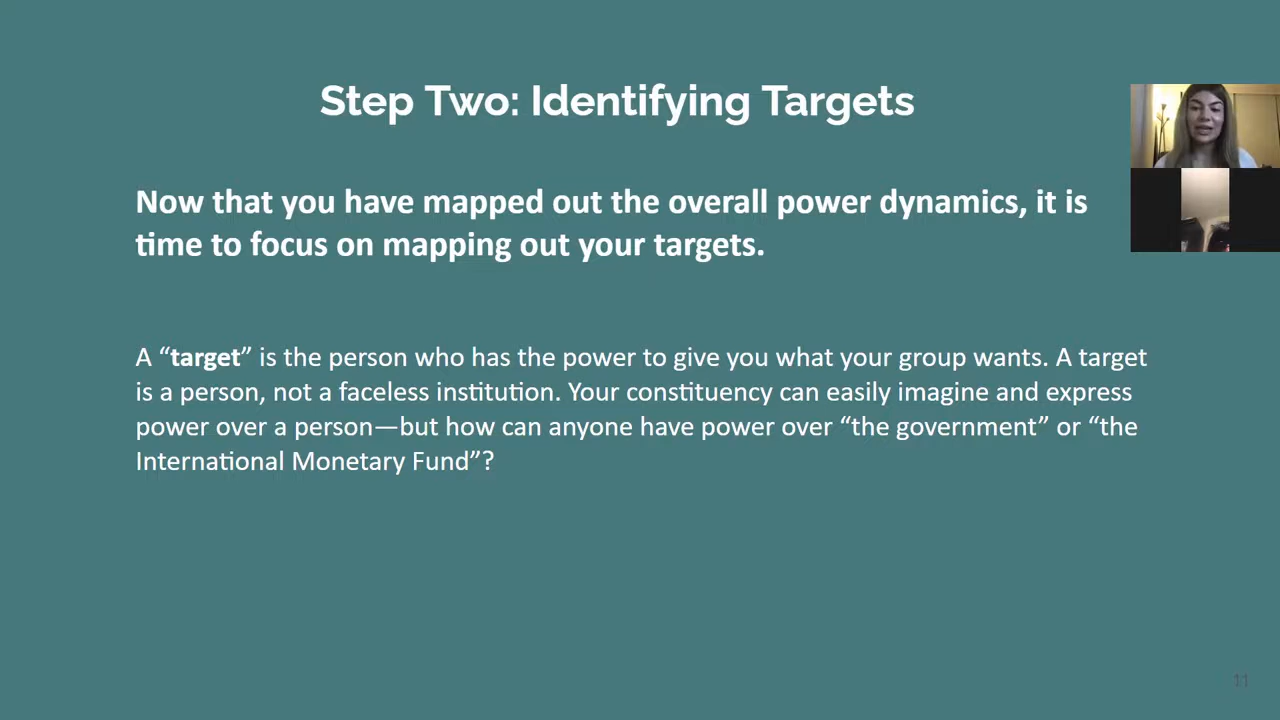 Step Two: Identifying Targets
Now that you have mapped out the overall power dynamics, it is
time to focus on mapping out your targets.
A “target” is the person who has the power to give you what your group wants. A target
is a person, not a faceless institution. Your constituency can easily imagine and express
power over a person—but how can anyone have power over “the government” or “the
International Monetary Fund”?
11